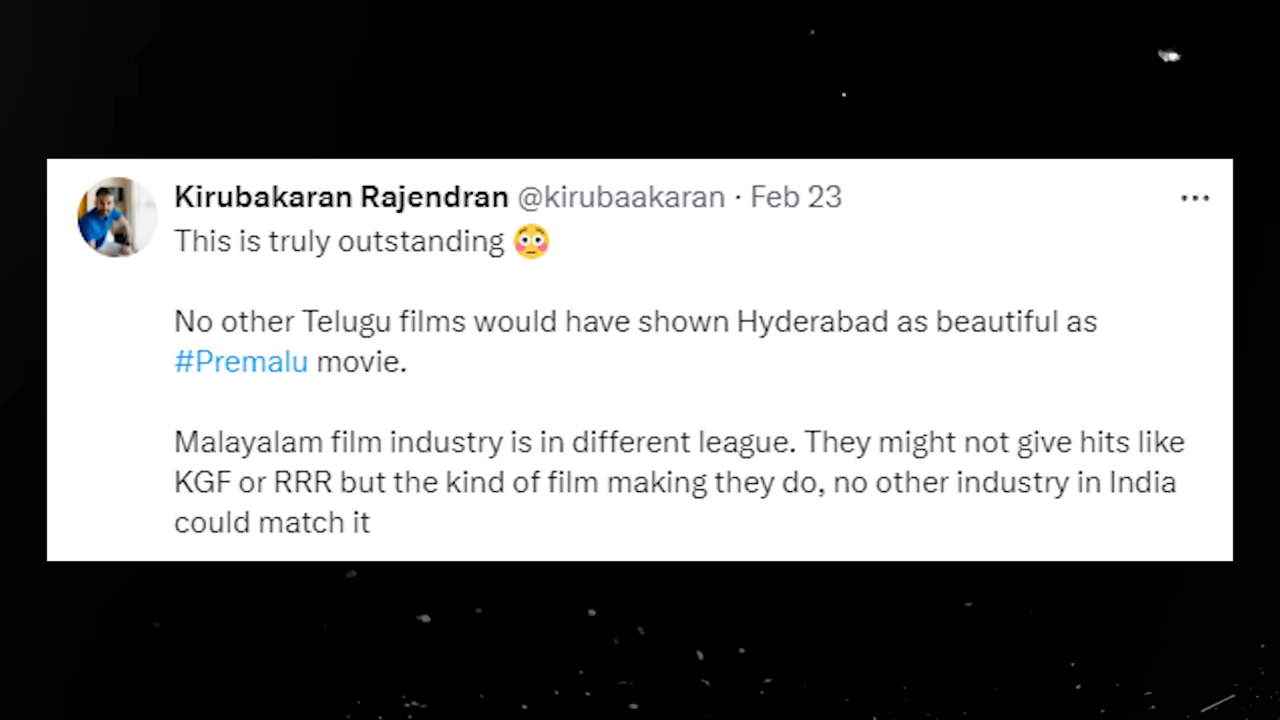 Kirubakaran Rajendran @kirubaakaran · Feb 23
This is truly outstanding 😳
No other Telugu films would have shown Hyderabad as beautiful as
#Premalu movie.
Malayalam film industry is in different league. They might not give hits like
KGF or RRR but the kind of film making they do, no other industry in India
could match it